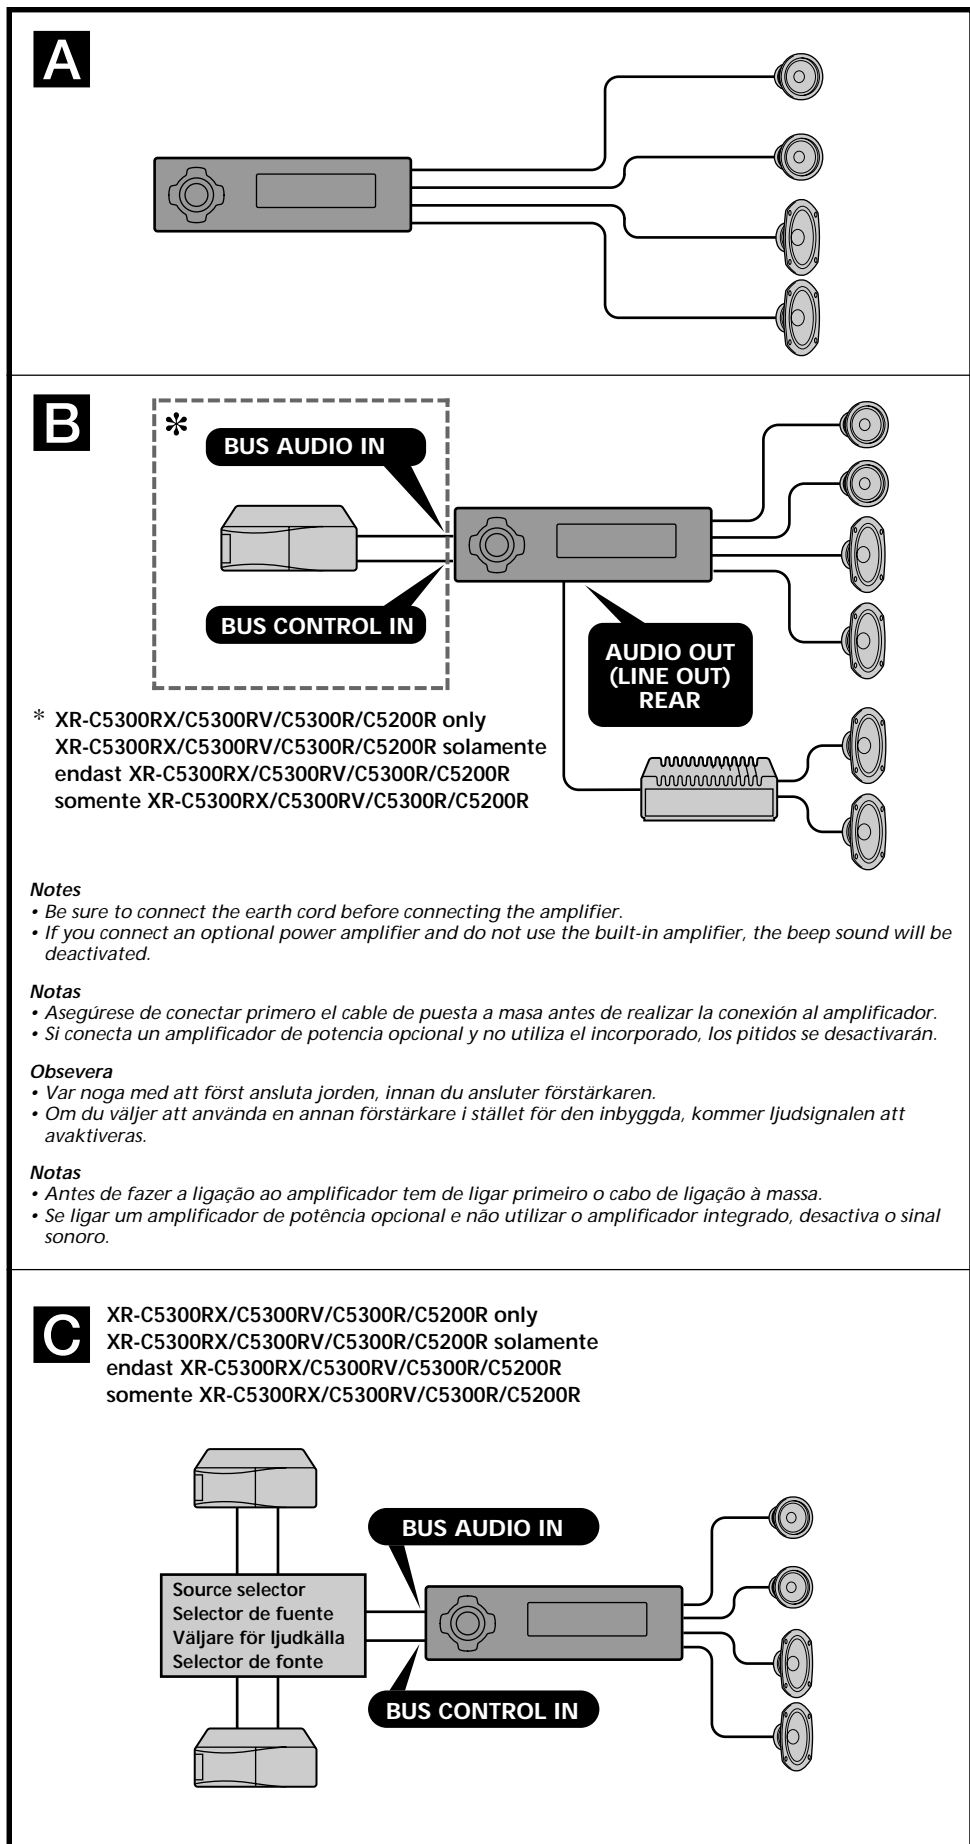 A
B
*
BUS AUDIO IN
BUS CONTROL IN
AUDIO OUT
(LINE OUT)
REAR
* XR-C5300RX/C5300RV/C5300R/C5200R only
XR-C5300RX/C5300RV/C5300R/C5200R solamente
endast XR-C5300RX/C5300RV/C5300R/C5200R
somente XR-C5300RX/C5300RV/C5300R/C5200R
Notes
• Be sure to connect the earth cord before connecting the amplifier.
• If you connect an optional power amplifier and do not use the built-in amplifier, the beep sound will be
deactivated.
Notas
• Asegúrese de conectar primero el cable de puesta a masa antes de realizar la conexión al amplificador.
• Si conecta un amplificador de potencia opcional y no utiliza el incorporado, los pitidos se desactivarán.
Obsevera
• Var noga med att först ansluta jorden, innan du ansluter förstärkaren.
• Om du väljer att använda en annan förstärkare i stället för den inbyggda, kommer ljudsignalen att
avaktiveras.
Notas
• Antes de fazer a ligação ao amplificador tem de ligar primeiro o cabo de ligação à massa.
• Se ligar um amplificador de potência opcional e não utilizar o amplificador integrado, desactiva o sinal
sonoro.
C
XR-C5300RX/C5300RV/C5300R/C5200R only
XR-C5300RX/C5300RV/C5300R/C5200R solamente
endast XR-C5300RX/C5300RV/C5300R/C5200R
somente XR-C5300RX/C5300RV/C5300R/C5200R
BUS AUDIO IN
Source selector
Selector de fuente
Väljare för ljudkälla
Selector de fonte
BUS CONTROL IN